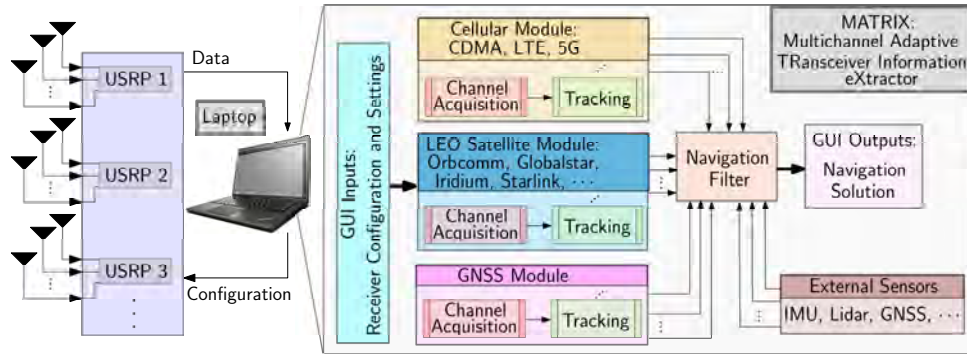 USRP 1
USRP 2
USRP 3
Data
Laptop
Configuration
GUI Inputs:
Receiver Configuration and Settings
Cellular Module:
CDMA, LTE, 5G
Channel
Acquisition
Tracking
LEO Satellite Module:
Orbcomm, Globalstar,
Iridium, Starlink, ···
Channel
Acquisition
Tracking
GNSS Module
Channel
Acquisition
Tracking
Navigation
Filter
MATRIX:
Multichannel Adaptive
TRansceiver Information
eXtractor
GUI Outputs:
Navigation
Solution
External Sensors
IMU, Lidar, GNSS, ···